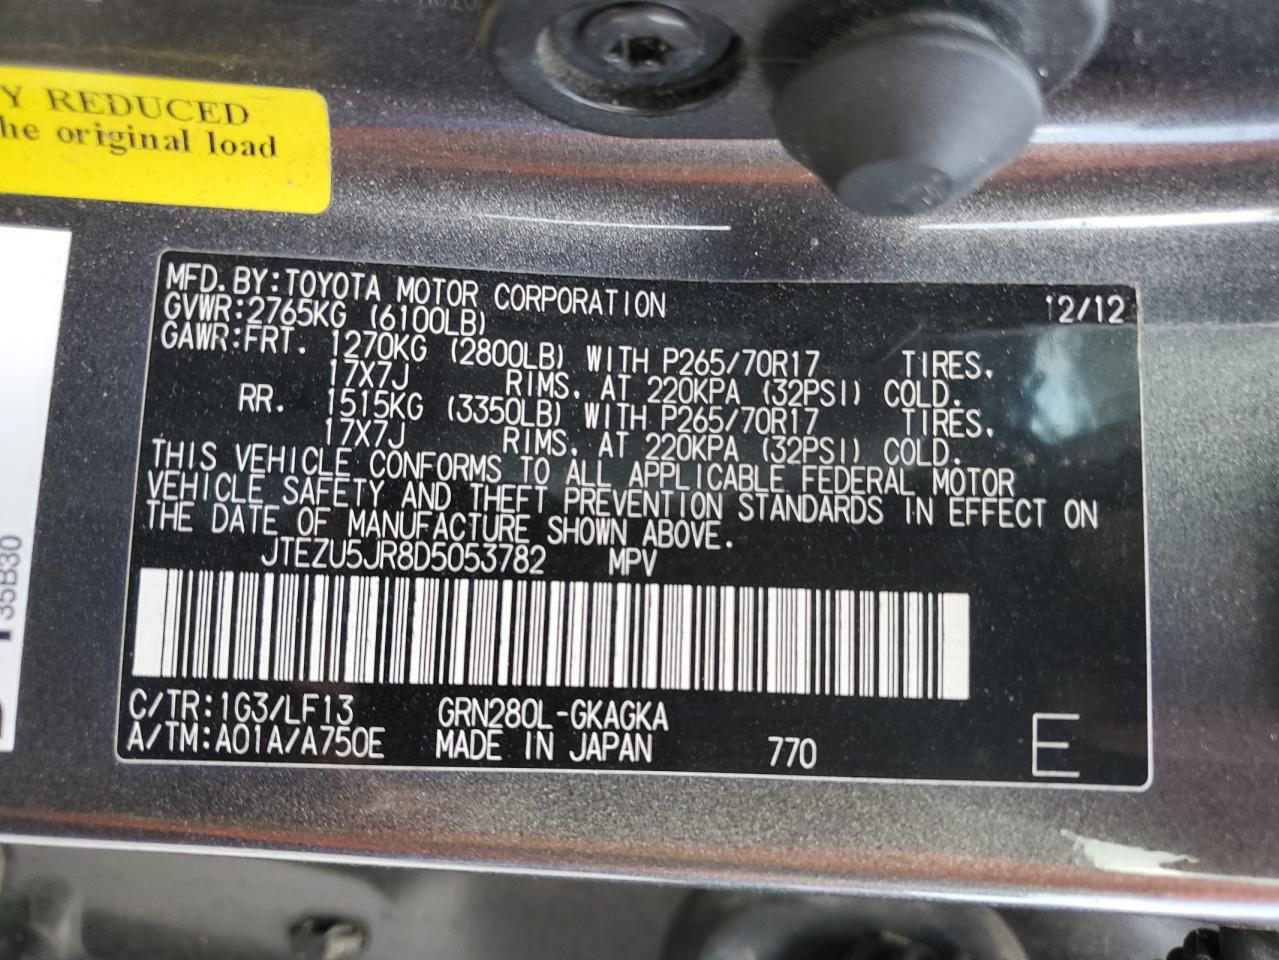 Y REDUCED
he original load
MFD. BY: TOYOTA MOTOR CORPORATION 12/12
GVWR: 2765KG (6100LB)
GAWR: FRT. 1270KG (2800LB) WITH P265/70R17 TIRES.
17X7J RIMS. AT 220KPA (32PSI) COLD.
RR. 1515KG (3350LB) WITH P265/70R17 TIRES.
17X7J RIMS. AT 220KPA (32PSI) COLD.
THIS VEHICLE CONFORMS TO ALL APPLICABLE FEDERAL MOTOR
VEHICLE SAFETY AND THEFT PREVENTION STANDARDS IN EFFECT ON
THE DATE OF MANUFACTURE SHOWN ABOVE.
JTEZU5JR8D5053782 MPV
C/TR: 1G3/LF13 GRN280L-GKAGKA
A/TM: A01A/A750E MADE IN JAPAN 770 E
35B30